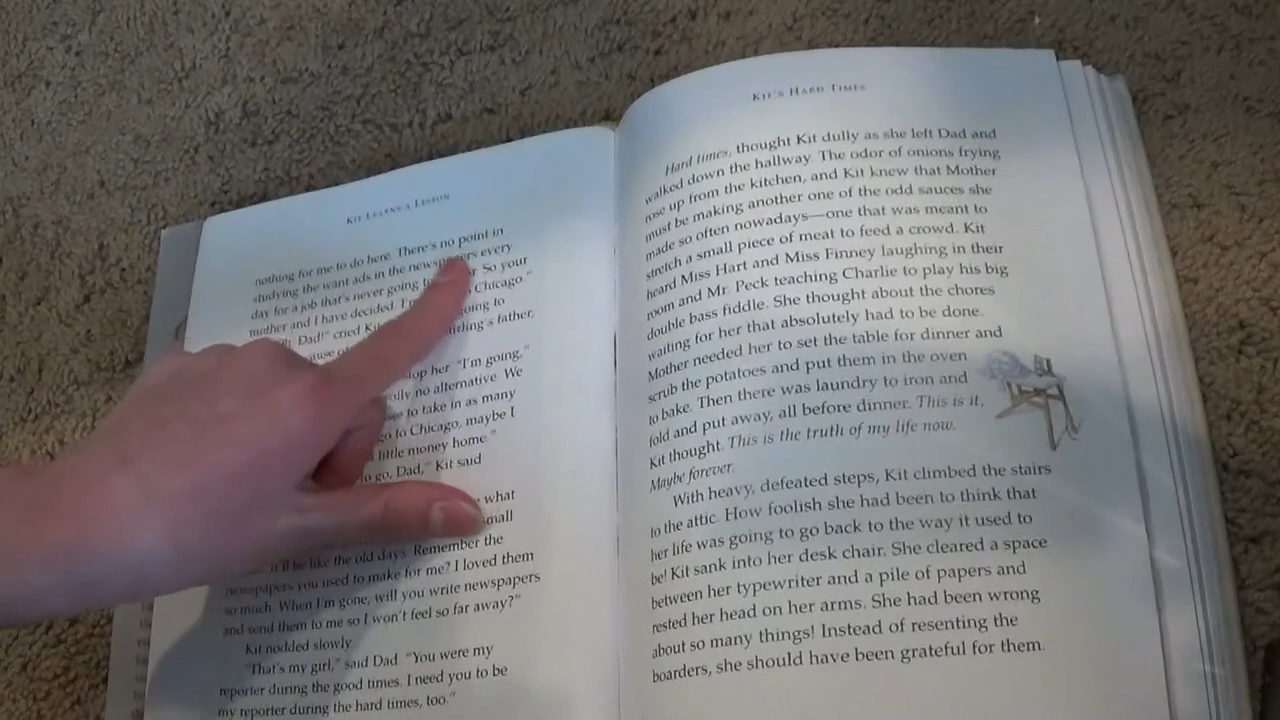 KIT LEARNS A LESSON
nothing for me to do here. There's no point in
studying the want ads in the newspapers every
day for a job that's never going to So your
mother and I have decided. Chicago."
Dad!" cried Kit
father.
"I'm going."
no alternative. We
to take in as many
go to Chicago, maybe I
little money home."
to go, Dad," Kit said
what
small
it'll be like the old days. Remember the
newspapers you used to make for me? I loved them
so much. When I'm gone, will you write newspapers
and send them to me so I won't feel so far away?"
Kit nodded slowly.
"That's my girl," said Dad. "You were my
reporter during the good times. I need you to be
my reporter during the hard times, too."
KIT'S HARD TIMES
Hard times, thought Kit dully as she left Dad and
walked down the hallway. The odor of onions frying
rose up from the kitchen, and Kit knew that Mother
must be making another one of the odd sauces she
made so often nowadays—one that was meant to
stretch a small piece of meat to feed a crowd. Kit
heard Miss Hart and Miss Finney laughing in their
room and Mr. Peck teaching Charlie to play his big
double bass fiddle. She thought about the chores
waiting for her that absolutely had to be done.
Mother needed her to set the table for dinner and
scrub the potatoes and put them in the oven
to bake. Then there was laundry to iron and
fold and put away, all before dinner. This is it,
Kit thought. This is the truth of my life now.
Maybe forever.
With heavy, defeated steps, Kit climbed the stairs
to the attic. How foolish she had been to think that
her life was going to go back to the way it used to
be! Kit sank into her desk chair. She cleared a space
between her typewriter and a pile of papers and
rested her head on her arms. She had been wrong
about so many things! Instead of resenting the
boarders, she should have been grateful for them.